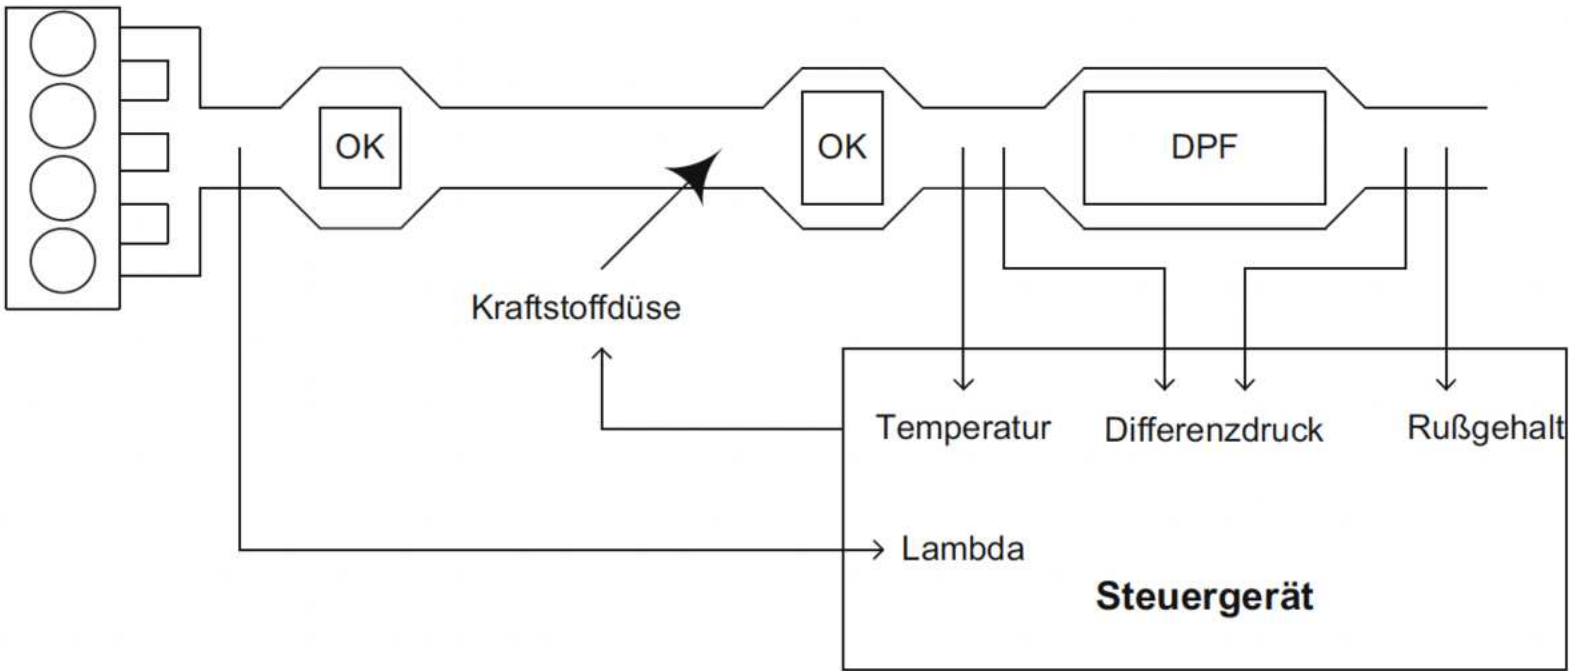 OK
OK
DPF
Kraftstoffdüse
Temperatur
Differenzdruck
Rußgehalt
Lambda
Steuergerät